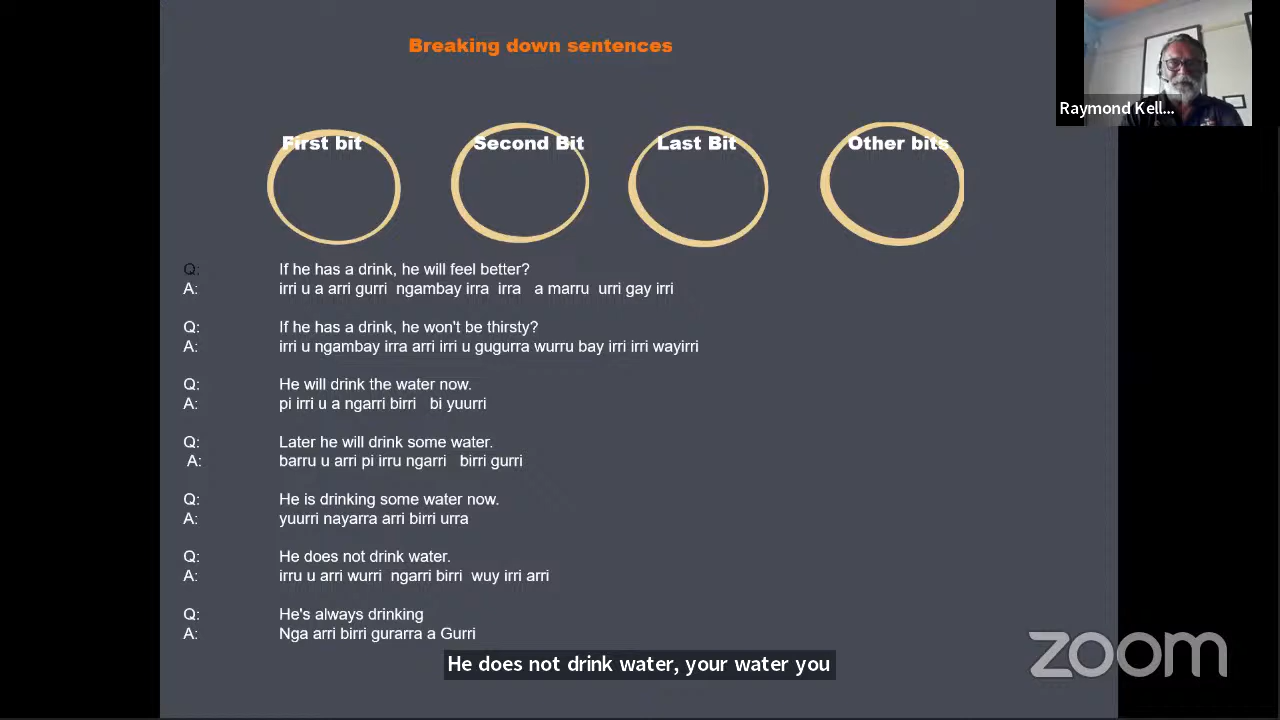 Breaking down sentences
Raymond Kell...
First bit Second Bit Last Bit Other bits
Q: If he has a drink, he will feel better?
A: irri u a arri gurri ngambay irra irra a marru urri gay irri
Q: If he has a drink, he won't be thirsty?
A: irri u ngambay irra arri irri u gugurra wurru bay irri irri wayirri
Q: He will drink the water now.
A: pi irri u a ngarri birri bi yuurri
Q: Later he will drink some water.
A: barru u arri pi irru ngarri birri gurri
Q: He is drinking some water now.
A: yuurri nayarra arri birri urra
Q: He does not drink water.
A: irru u arri wurri ngarri birri wuy irri arri
Q: He's always drinking
A: Nga arri birri gurarra a Gurri
He does not drink water, your water you
zoom